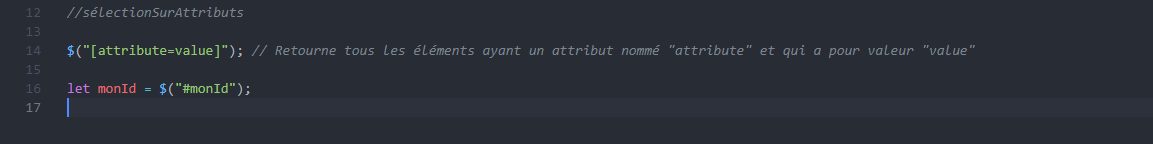 12 //sélectionSurAttributs
13
14 $("[attribute=value]"); // Retourne tous les éléments ayant un attribut nommé "attribute" et qui a pour valeur "value"
15
16 let monId = $("#monId");
17